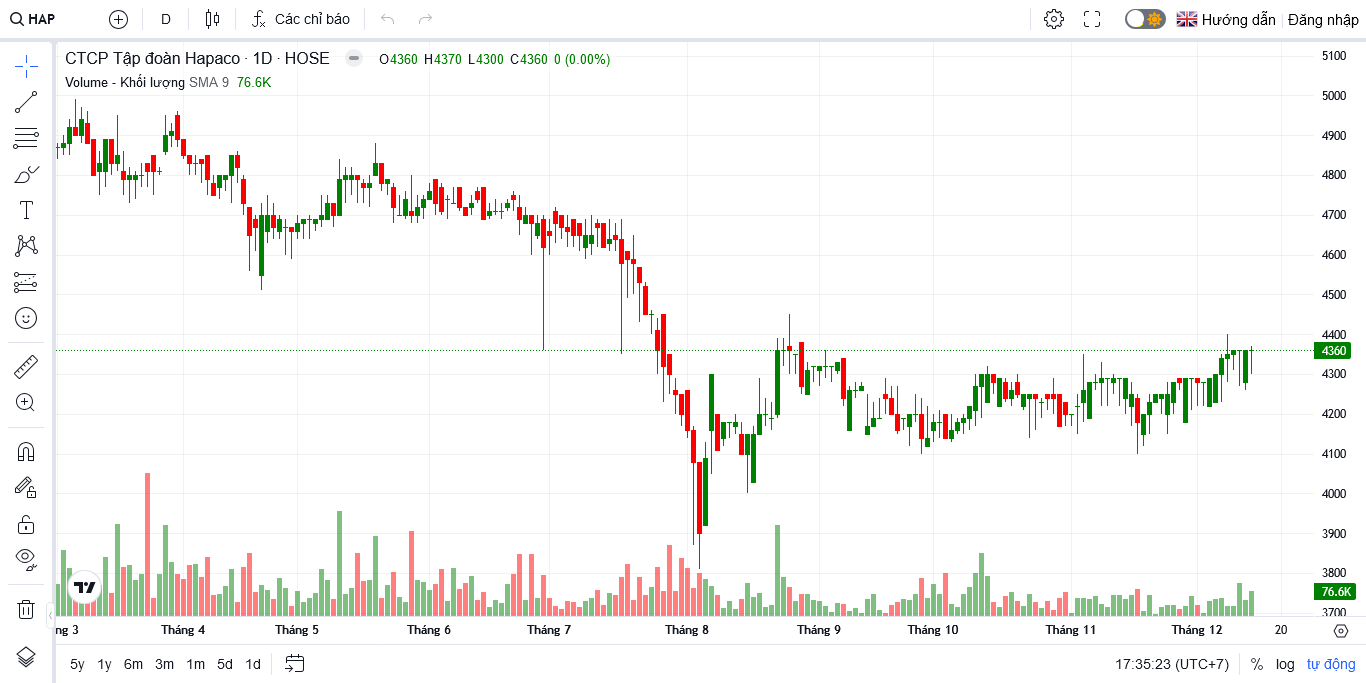 HAP D Các chỉ báo Hướng dẫn Đăng nhập
CTCP Tập đoàn Hapaco · 1D · HOSE O4360 H4370 L4300 C4360 0 (0.00%)
Volume - Khối lượng SMA 9 76.6K
5100
5000
4900
4800
4700
4600
4500
4400
4360
4300
4200
4100
4000
3900
3800
76.6K
3700
ng 3 Tháng 4 Tháng 5 Tháng 6 Tháng 7 Tháng 8 Tháng 9 Tháng 10 Tháng 11 Tháng 12 20
5y 1y 6m 3m 1m 5d 1d 17:35:23 (UTC+7) % log tự động